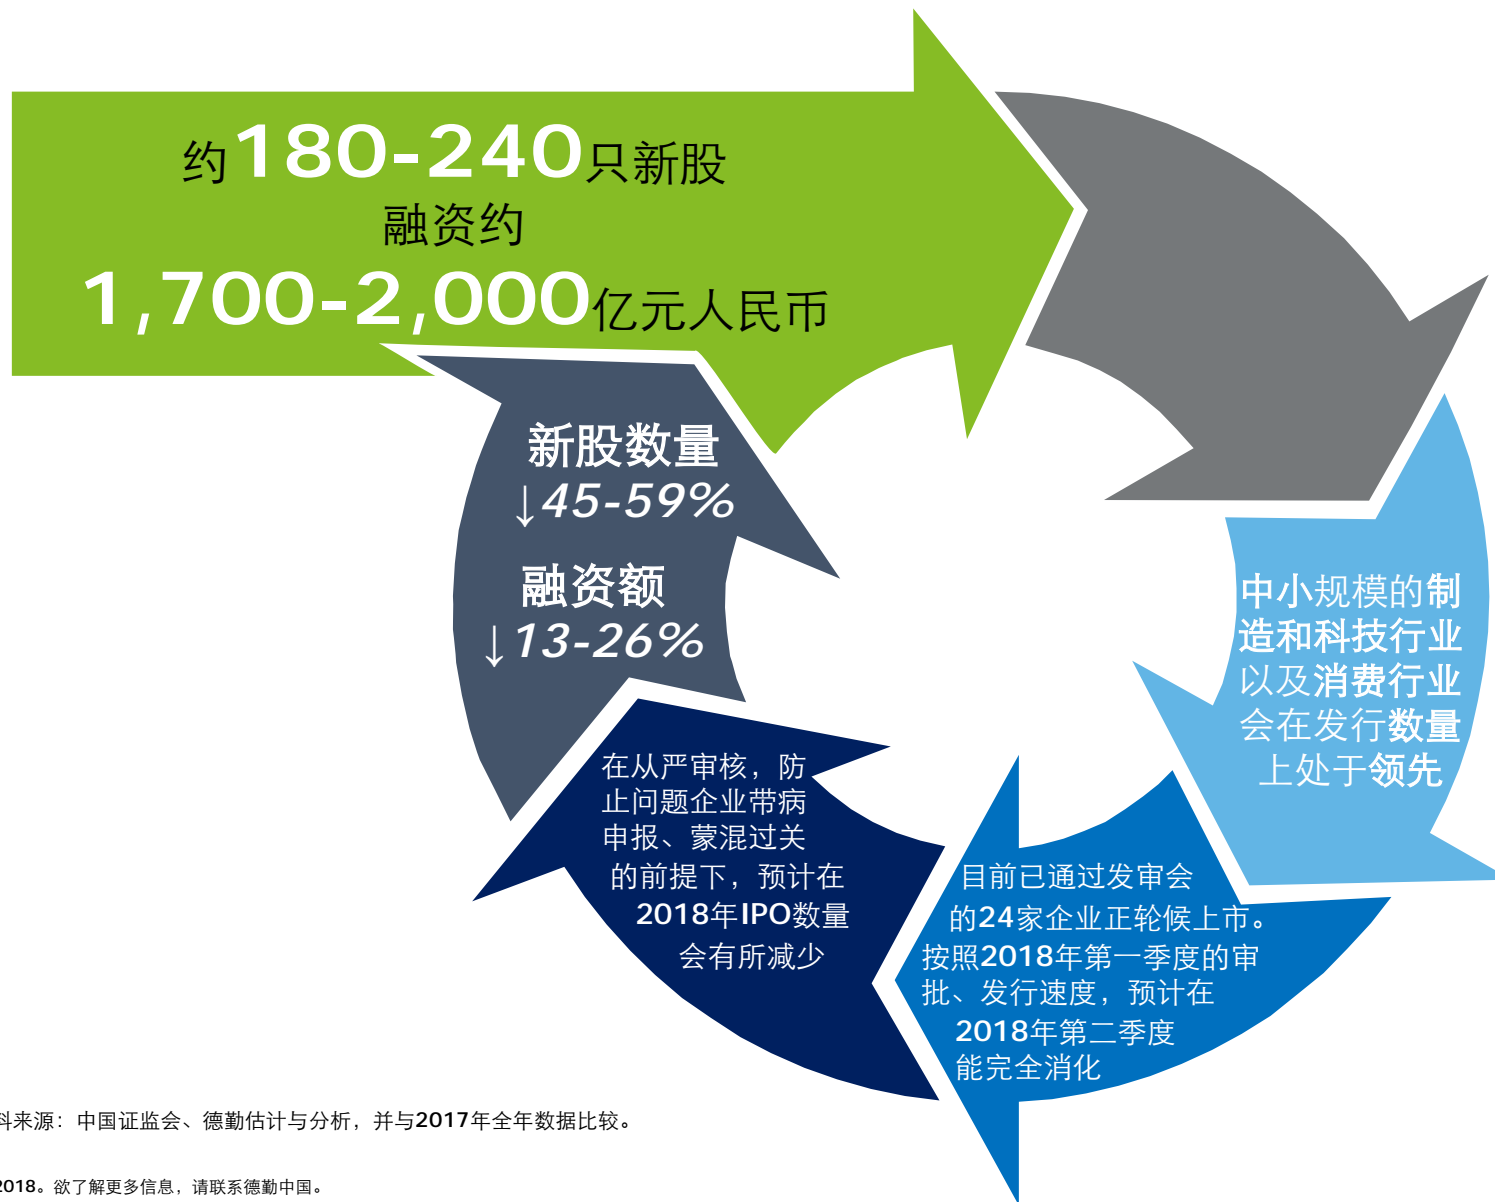 约180-240只新股
融资约
1,700-2,000亿元人民币
新股数量
↓45-59%
融资额
↓13-26%
中小规模的制
造和科技行业
以及消费行业
会在发行数量
上处于领先
目前已通过发审会
的24家企业正轮候上市。
按照2018年第一季度的审
批、发行速度，预计在
2018年第二季度
能完全消化
在从严审核，防
止问题企业带病
申报、蒙混过关
的前提下，预计在
2018年IPO数量
会有所减少
料来源：中国证监会、德勤估计与分析，并与2017年全年数据比较。
2018。欲了解更多信息，请联系德勤中国。